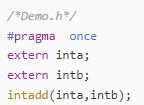 /*Demo.h*/
#pragma once
extern inta;
extern intb;
intadd(inta,intb);